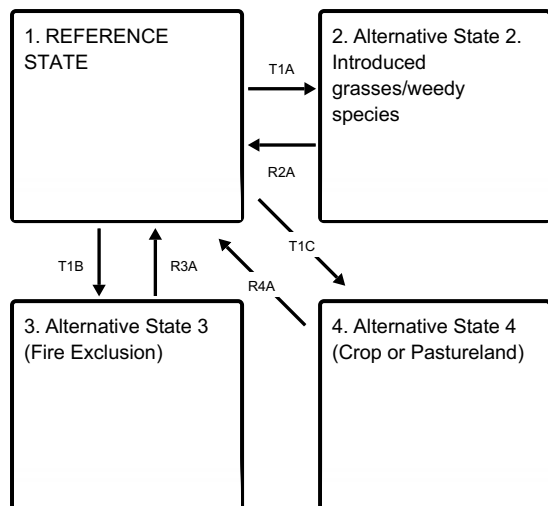 1. REFERENCE
STATE
2. Alternative State 2.
Introduced
grasses/weedy
species
T1A
R2A
T1C
T1B
R3A
R4A
3. Alternative State 3
(Fire Exclusion)
4. Alternative State 4
(Crop or Pastureland)